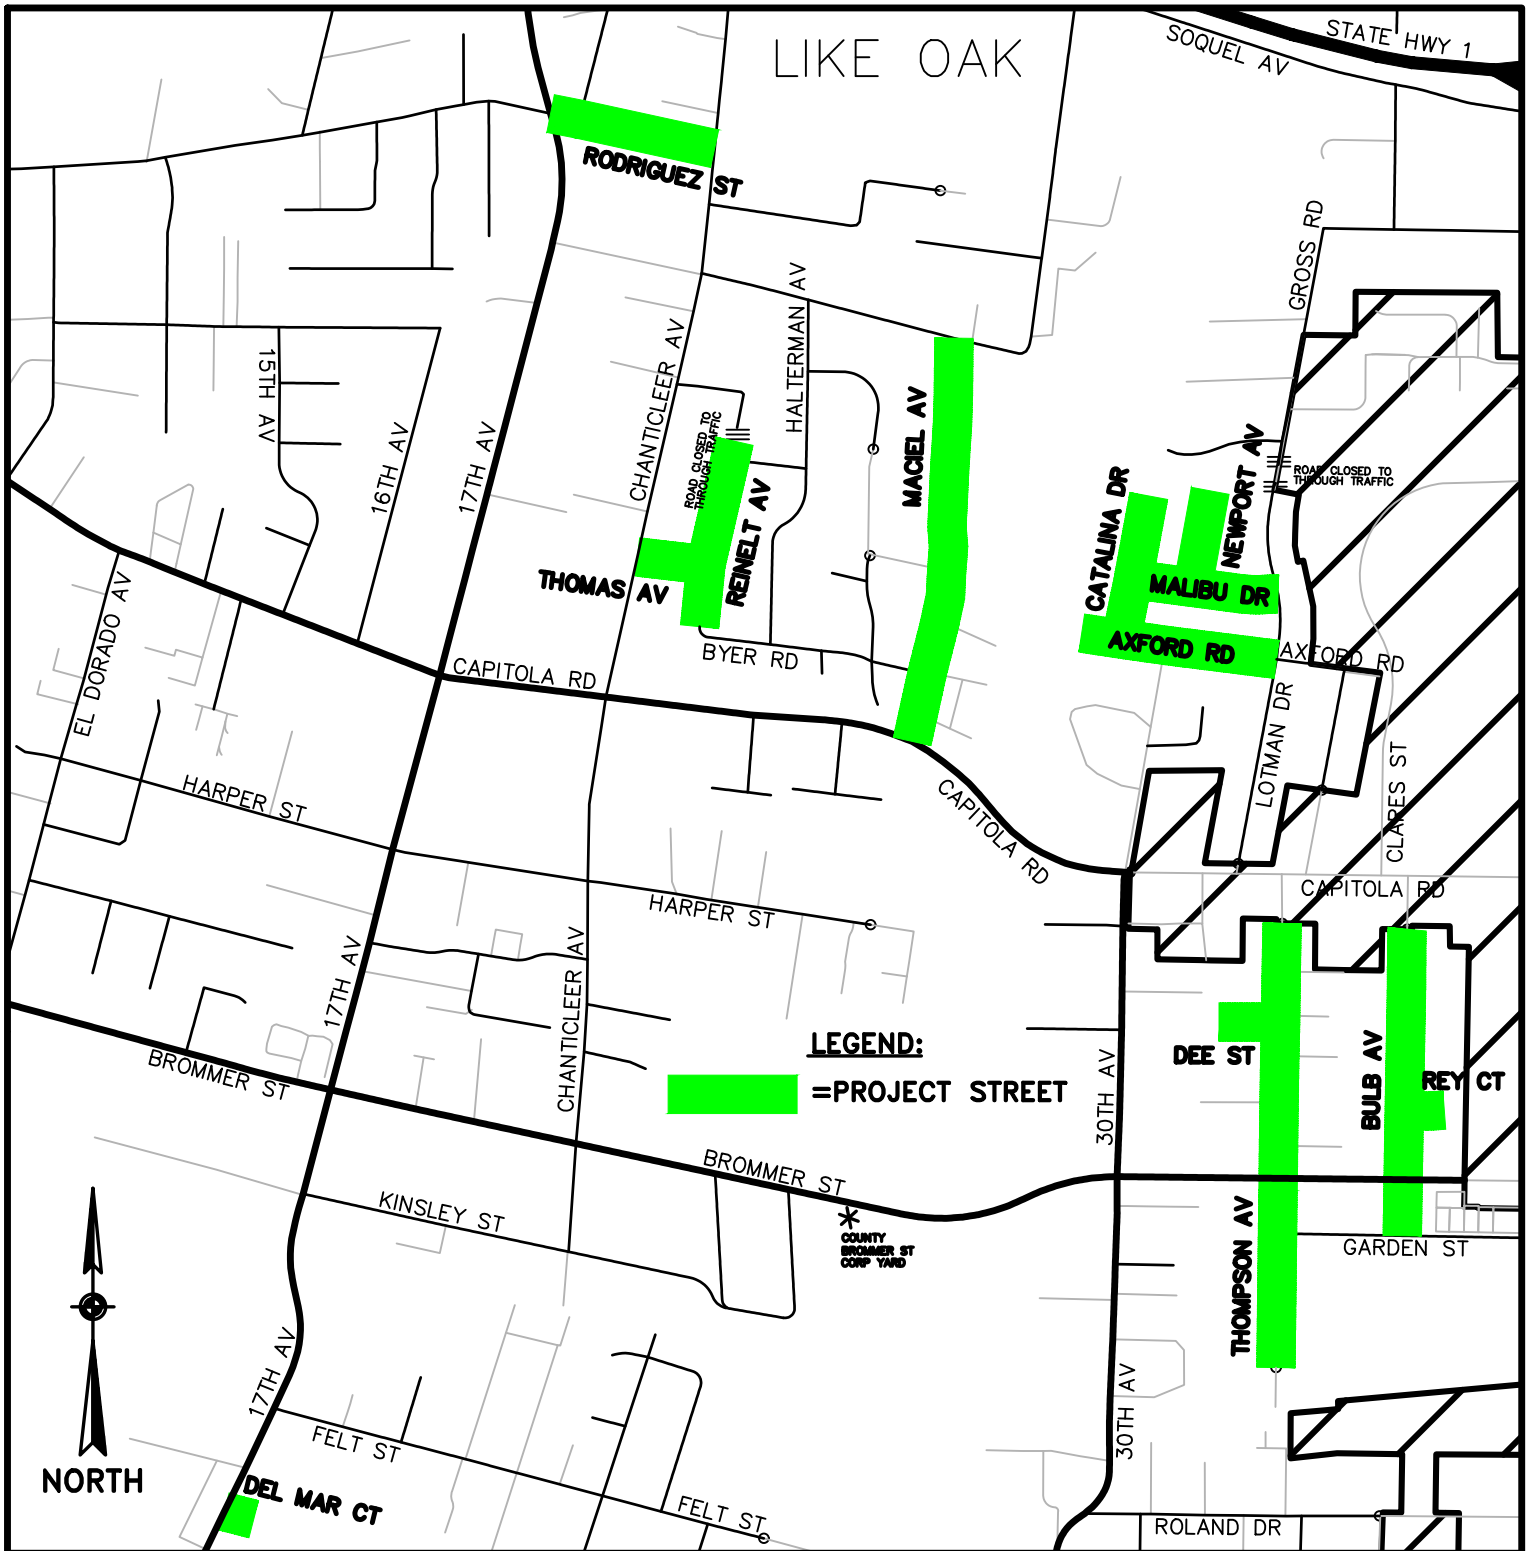 LIKE OAK
STATE HWY 1
SOQUEL AV
RODRIGUEZ ST
GROSS RD
HALTERMAN AV
CHANTICLEER AV
15TH AV
16TH AV
17TH AV
ROAD CLOSED TO
THROUGH TRAFFIC
MACIEL AV
NEWPORT AV
ROAD CLOSED TO
THROUGH TRAFFIC
CATALINA DR
REINELT AV
THOMAS AV
MALIBU DR
AXFORD RD
AXFORD RD
EL DORADO AV
BYER RD
CAPITOLA RD
LOTMAN DR
CLARES ST
HARPER ST
CAPITOLA RD
CAPITOLA RD
HARPER ST
17TH AV
CHANTICLEER AV
LEGEND:
=PROJECT STREET
DEE ST
BULB AV
REY CT
30TH AV
BROMMER ST
BROMMER ST
KINSLEY ST
COUNTY
BROMMER ST
CORP YARD
THOMPSON AV
GARDEN ST
17TH AV
30TH AV
FELT ST
NORTH
DEL MAR CT
FELT ST
ROLAND DR